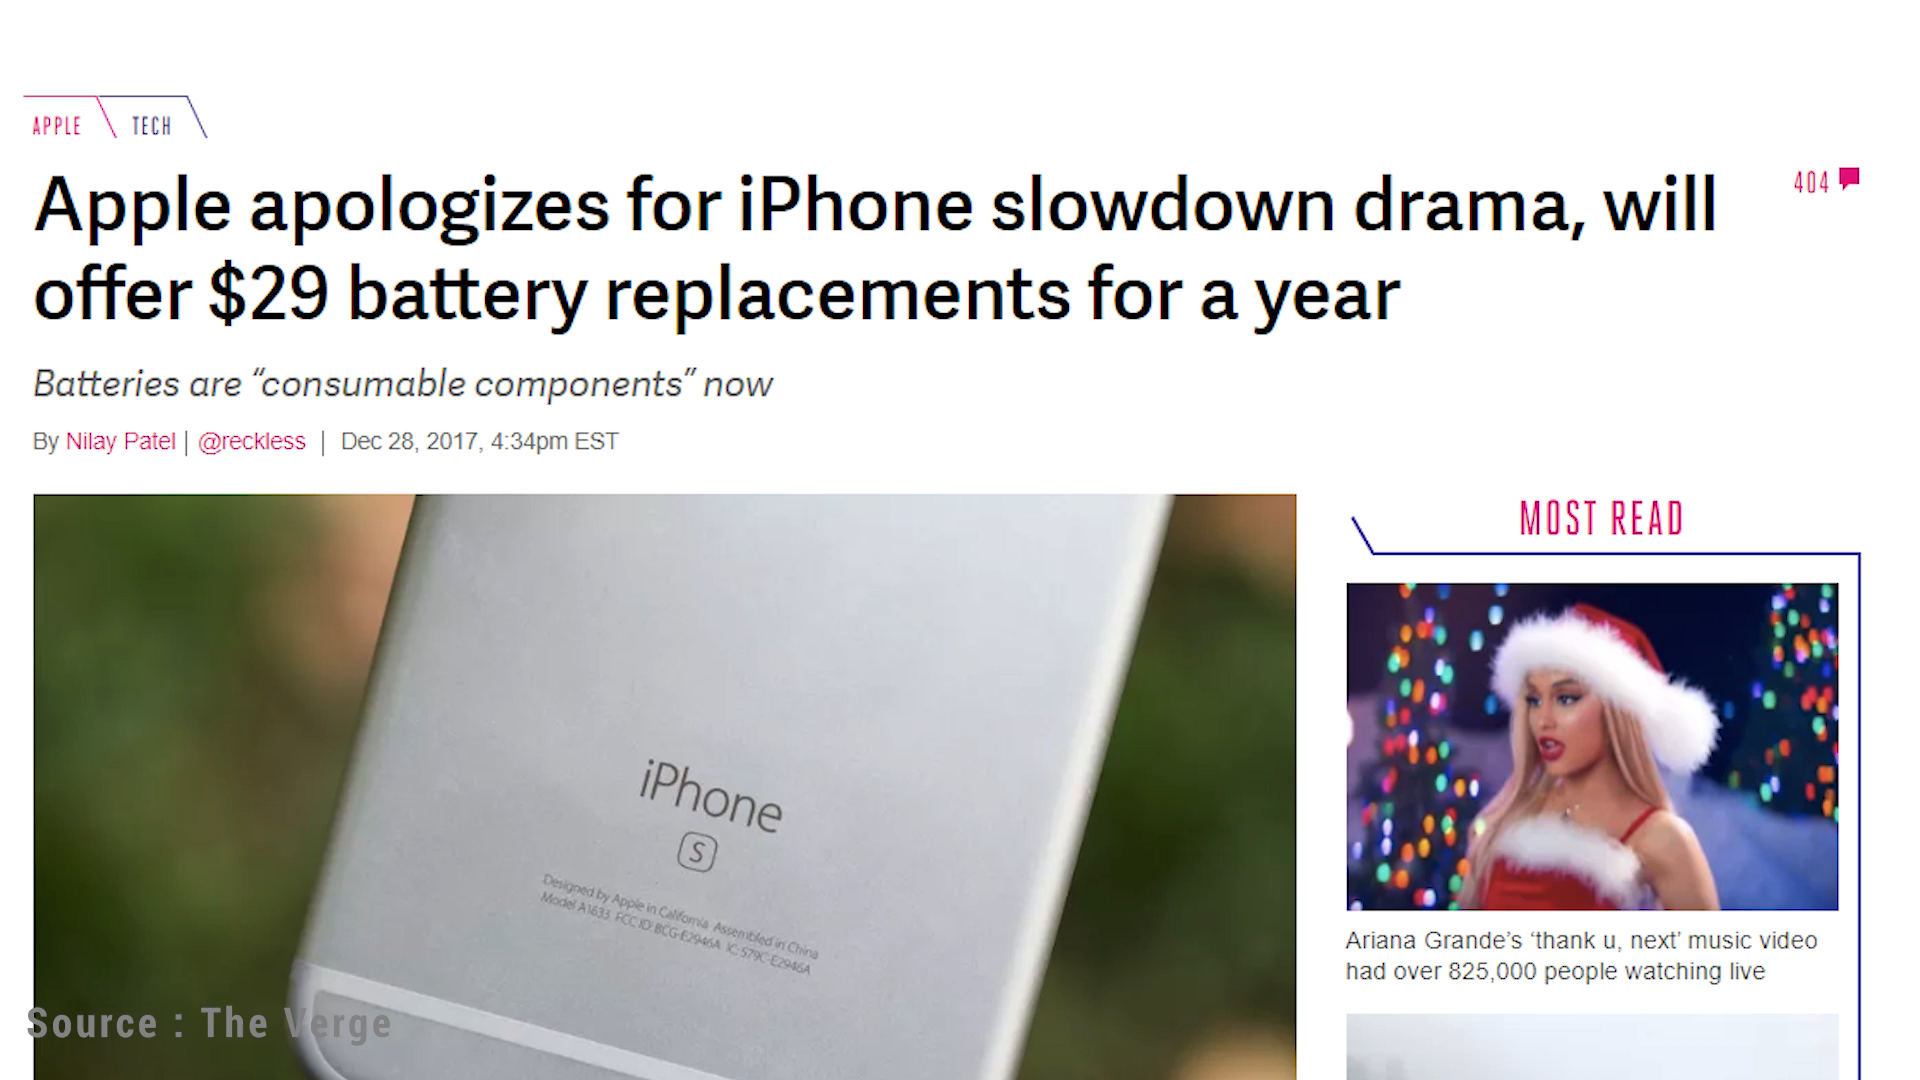 APPLE TECH
Apple apologizes for iPhone slowdown drama, will
offer $29 battery replacements for a year
404
Batteries are “consumable components” now
By Nilay Patel | @reckless | Dec 28, 2017, 4:34pm EST
MOST READ
iPhone
S
Designed by Apple in California Assembled in China
Model A1633 FCC ID: BCG-E2946A IC: 579C-E2946A
Ariana Grande’s ‘thank u, next’ music video
had over 825,000 people watching live
Source : The Verge